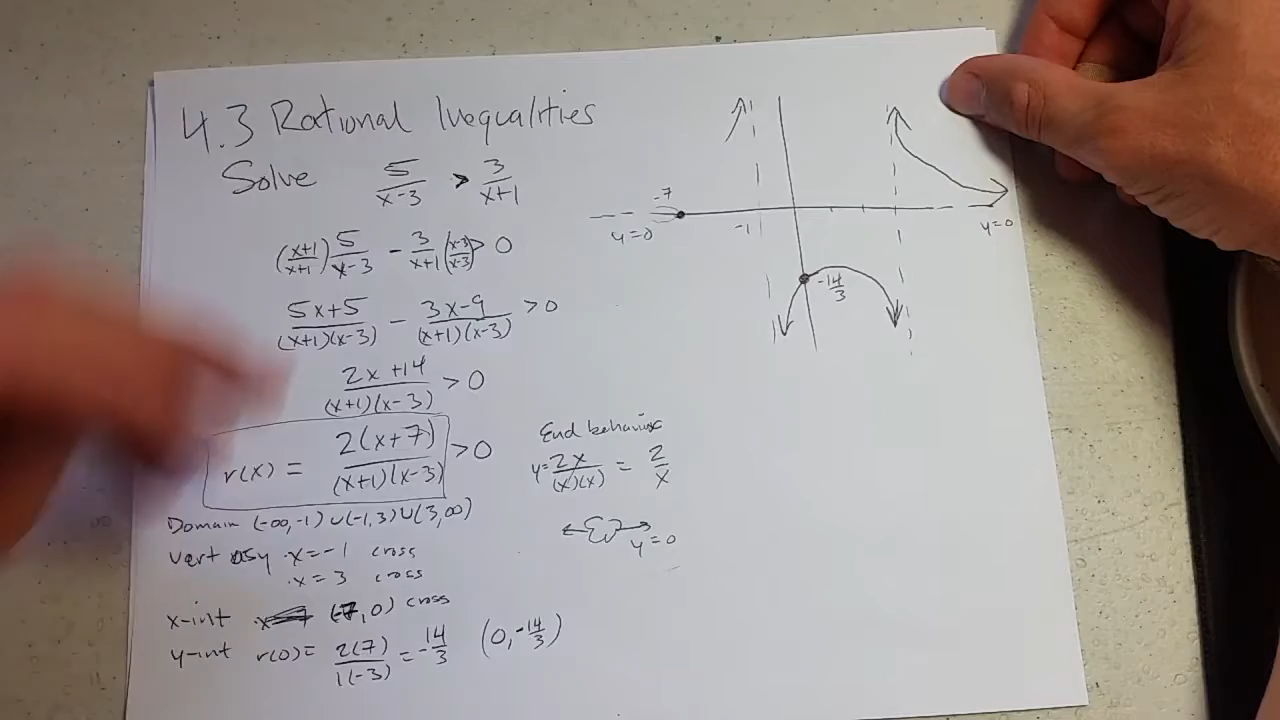 4.3 Rational Inequalities
Solve 5/(x-3) > 3/(x+1)
((x+1)/(x+1)) 5/(x-3) - 3/(x+1) ((x-3)/(x-3)) > 0
(5x+5)/((x+1)(x-3)) - (3x-9)/((x+1)(x-3)) > 0
(2x+14)/((x+1)(x-3)) > 0
r(x) = 2(x+7)/((x+1)(x-3)) > 0
Domain (-∞,-1)∪(-1,3)∪(3,∞)
Vert asy · x=-1 cross
· x=3 cross
x-int (-7,0) cross
y-int r(0)= 2(7)/(1(-3)) = -14/3 (0,-14/3)
End behavior
y= 2x/((x)(x)) = 2/x
y=0
-7
y=0
-1
y=0
-14/3